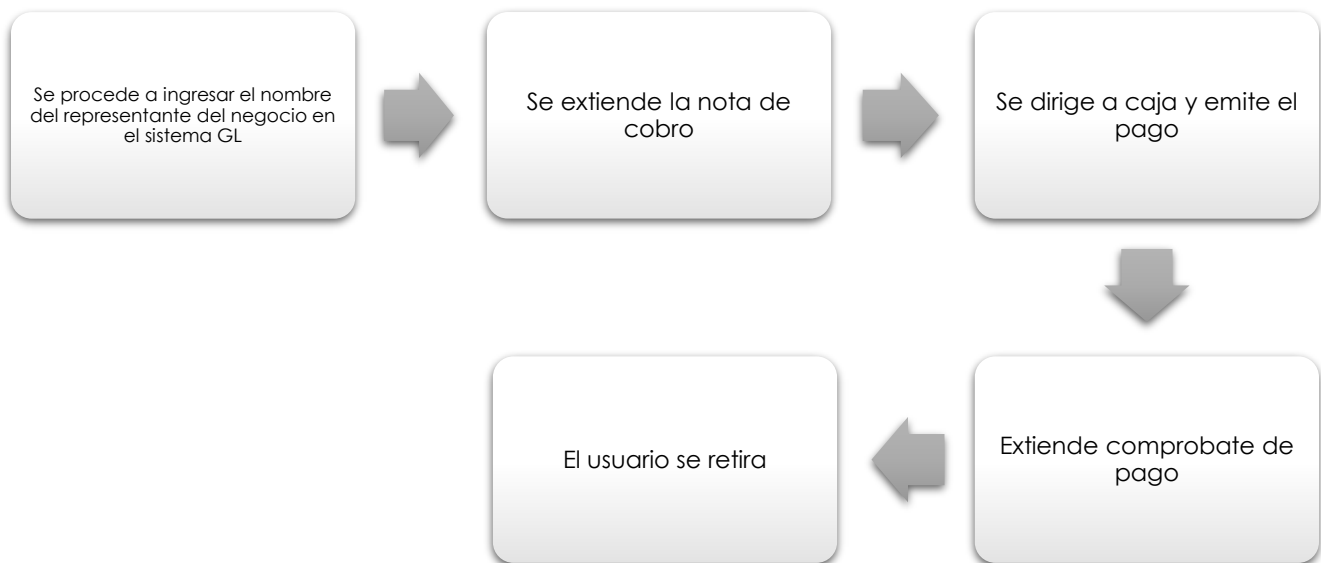 Se procede a ingresar el nombre
del representante del negocio en
el sistema GL
Se extiende la nota de
cobro
Se dirige a caja y emite el
pago
Extiende comprobate de
pago
El usuario se retira